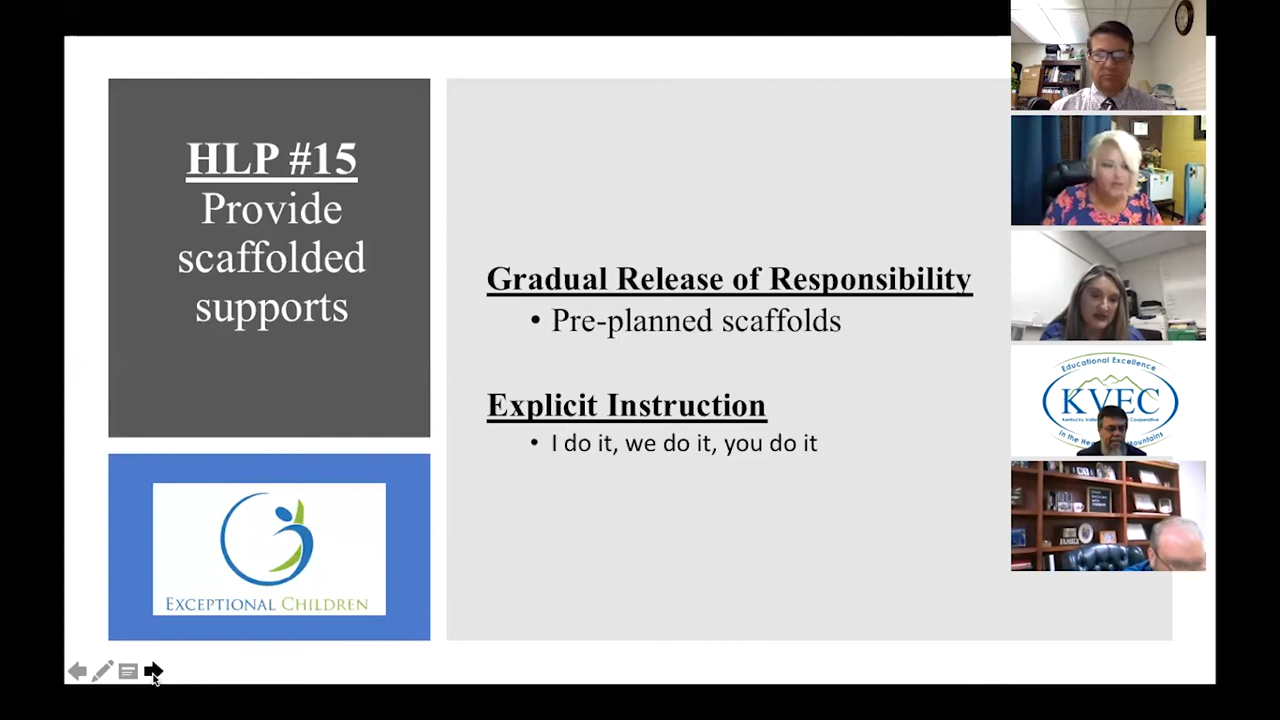 HLP #15
Provide
scaffolded
supports
Gradual Release of Responsibility
• Pre-planned scaffolds
Explicit Instruction
• I do it, we do it, you do it
EXCEPTIONAL CHILDREN
Educational Excellence
KVEC
FAMILY